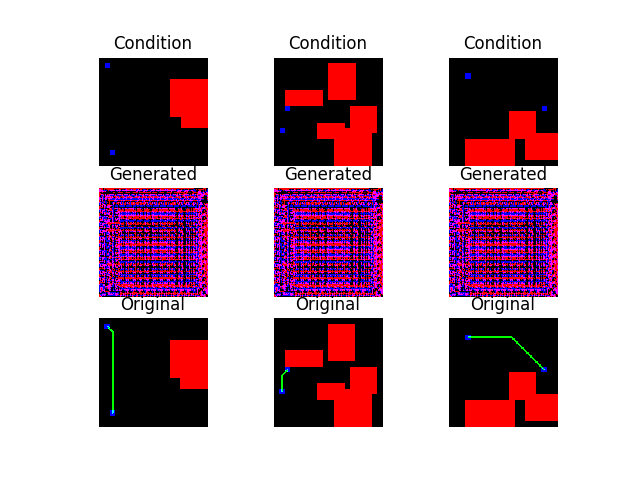 Condition Condition Condition
Generated Generated Generated
Original Original Original